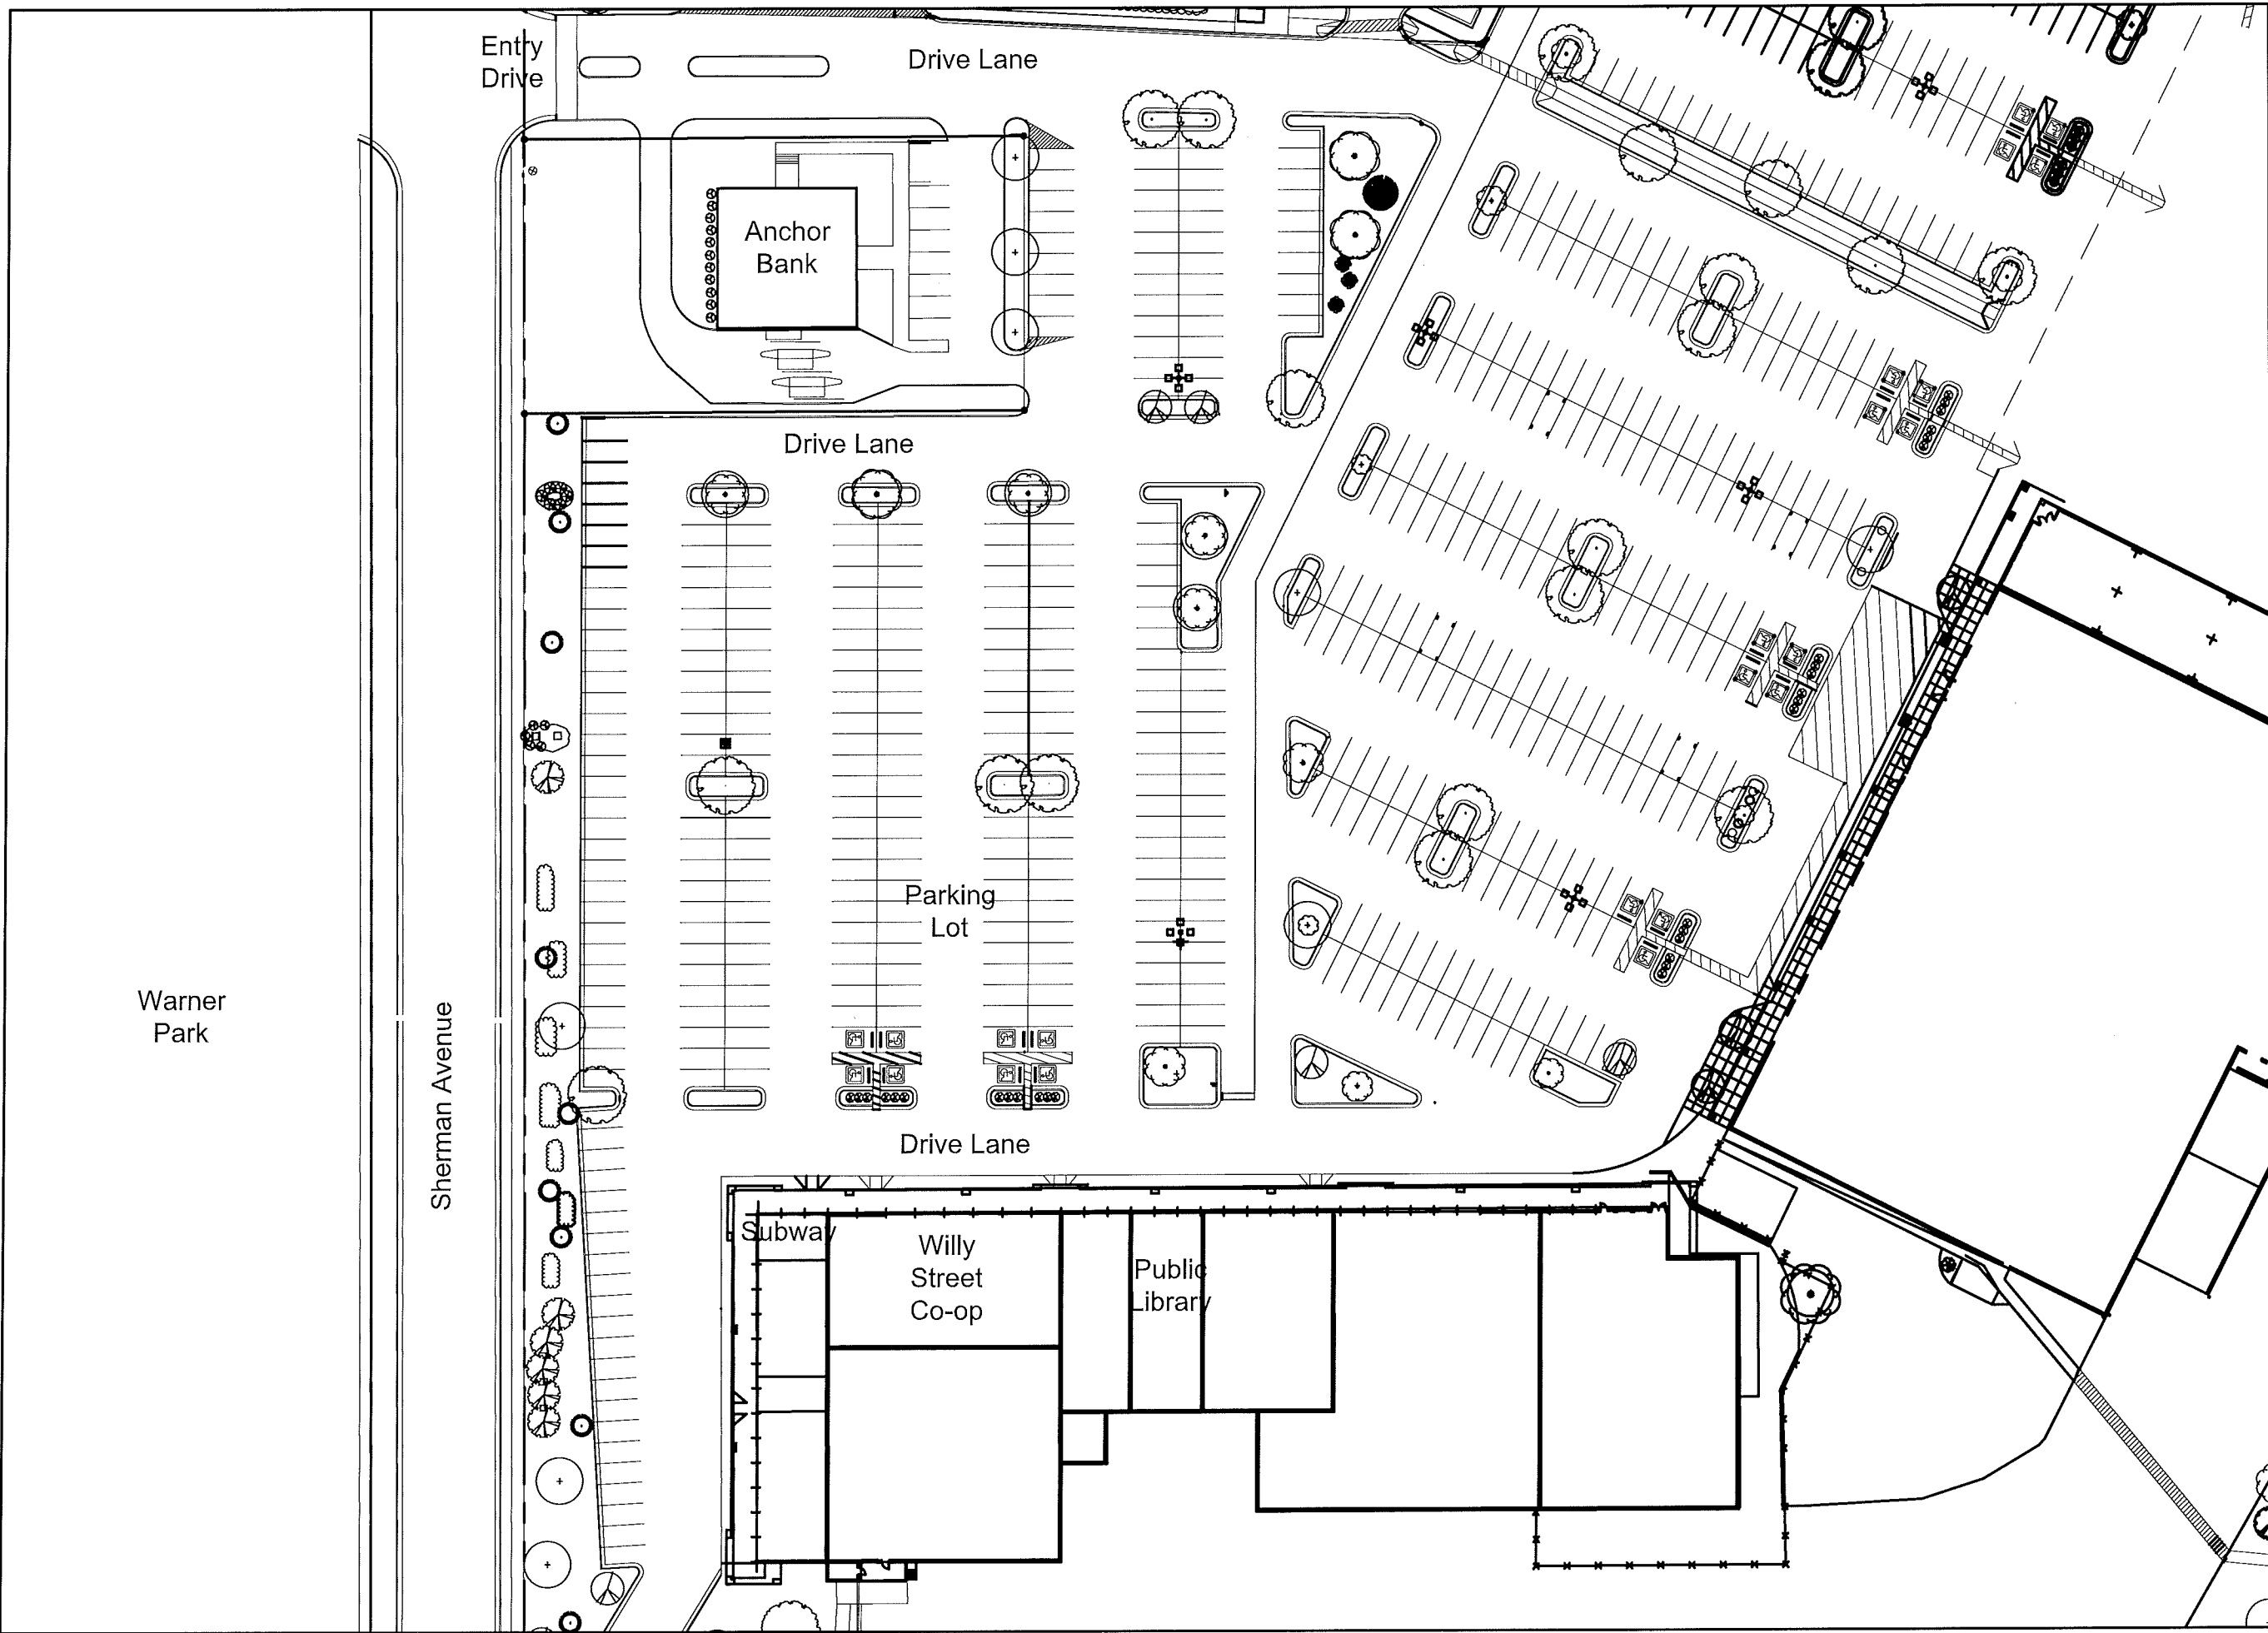 Entry
Drive
Drive Lane
Anchor
Bank
Drive Lane
Parking
Lot
Warner
Park
Sherman Avenue
Drive Lane
Subway
Willy
Street
Co-op
Public
Library